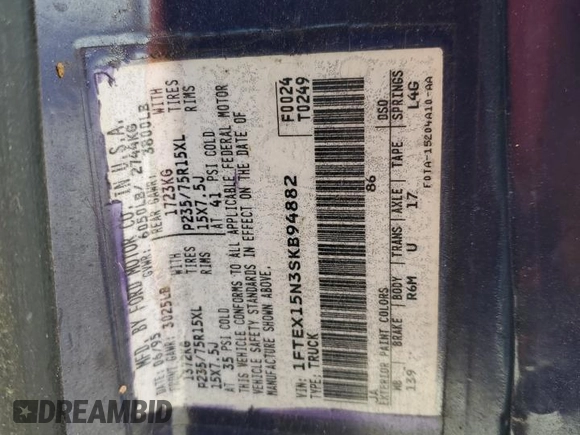 MFD. BY FORD MOTOR CO. IN U.S.A.
DATE: 06/95 GVWR: 6050LB/ 2744KG
FRONT GAWR: 3025LB REAR GAWR: 3800LB
1372KG WITH 1723KG WITH
P235/75R15XL TIRES P235/75R15XL TIRES
15X7.5J RIMS 15X7.5J RIMS
AT 35 PSI COLD AT 41 PSI COLD
THIS VEHICLE CONFORMS TO ALL APPLICABLE FEDERAL MOTOR
VEHICLE SAFETY STANDARDS IN EFFECT ON THE DATE OF
MANUFACTURE SHOWN ABOVE.
F0024
T0249
VIN: 1FTEX15N3SKB94882
TYPE: TRUCK
86
EXTERIOR PAINT COLORS DSO
WB BRAKE BODY TRANS AXLE TAPE SPRINGS
139 R6M U 17 L4G
F0TA-15204A10-AA
DREAMBID